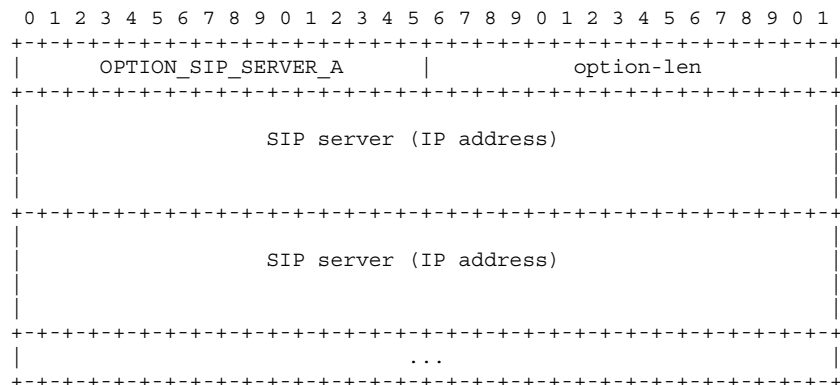 0 1 2 3 4 5 6 7 8 9 0 1 2 3 4 5 6 7 8 9 0 1 2 3 4 5 6 7 8 9 0 1
+-+-+-+-+-+-+-+-+-+-+-+-+-+-+-+-+-+-+-+-+-+-+-+-+-+-+-+-+-+-+-+-+
| OPTION_SIP_SERVER_A | option-len |
+-+-+-+-+-+-+-+-+-+-+-+-+-+-+-+-+-+-+-+-+-+-+-+-+-+-+-+-+-+-+-+-+
| |
| SIP server (IP address) |
| |
| |
+-+-+-+-+-+-+-+-+-+-+-+-+-+-+-+-+-+-+-+-+-+-+-+-+-+-+-+-+-+-+-+-+
| |
| SIP server (IP address) |
| |
| |
+-+-+-+-+-+-+-+-+-+-+-+-+-+-+-+-+-+-+-+-+-+-+-+-+-+-+-+-+-+-+-+-+
| ... |
+-+-+-+-+-+-+-+-+-+-+-+-+-+-+-+-+-+-+-+-+-+-+-+-+-+-+-+-+-+-+-+-+